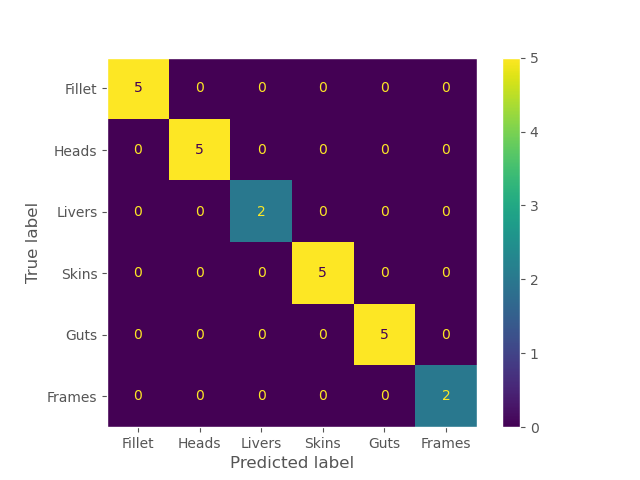 Fillet 5 0 0 0 0 0
Heads 0 5 0 0 0 0
Livers 0 0 2 0 0 0
Skins 0 0 0 5 0 0
Guts 0 0 0 0 5 0
Frames 0 0 0 0 0 2
Fillet Heads Livers Skins Guts Frames
Predicted label
True label
5
4
3
2
1
0